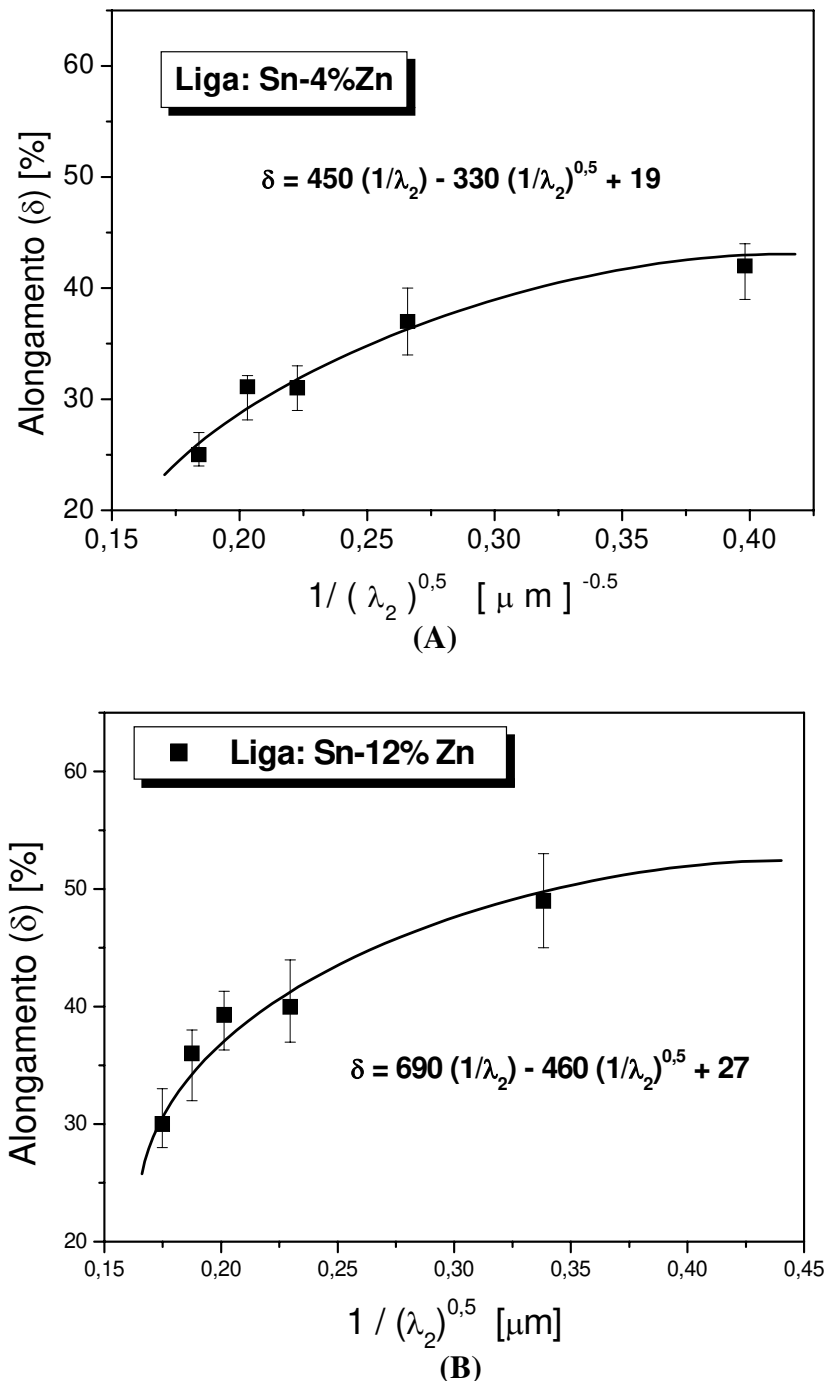 Liga: Sn-4%Zn
δ = 450 (1/λ₂) - 330 (1/λ₂)^0,5 + 19
Alongamento (δ) [%]
60
50
40
30
20
0,15 0,20 0,25 0,30 0,35 0,40
1/ ( λ₂ )^0,5 [ μ m ]^-0.5
(A)
Liga: Sn-12% Zn
δ = 690 (1/λ₂) - 460 (1/λ₂)^0,5 + 27
Alongamento (δ) [%]
60
50
40
30
20
0,15 0,20 0,25 0,30 0,35 0,40 0,45
1 / (λ₂)^0,5 [μm]
(B)